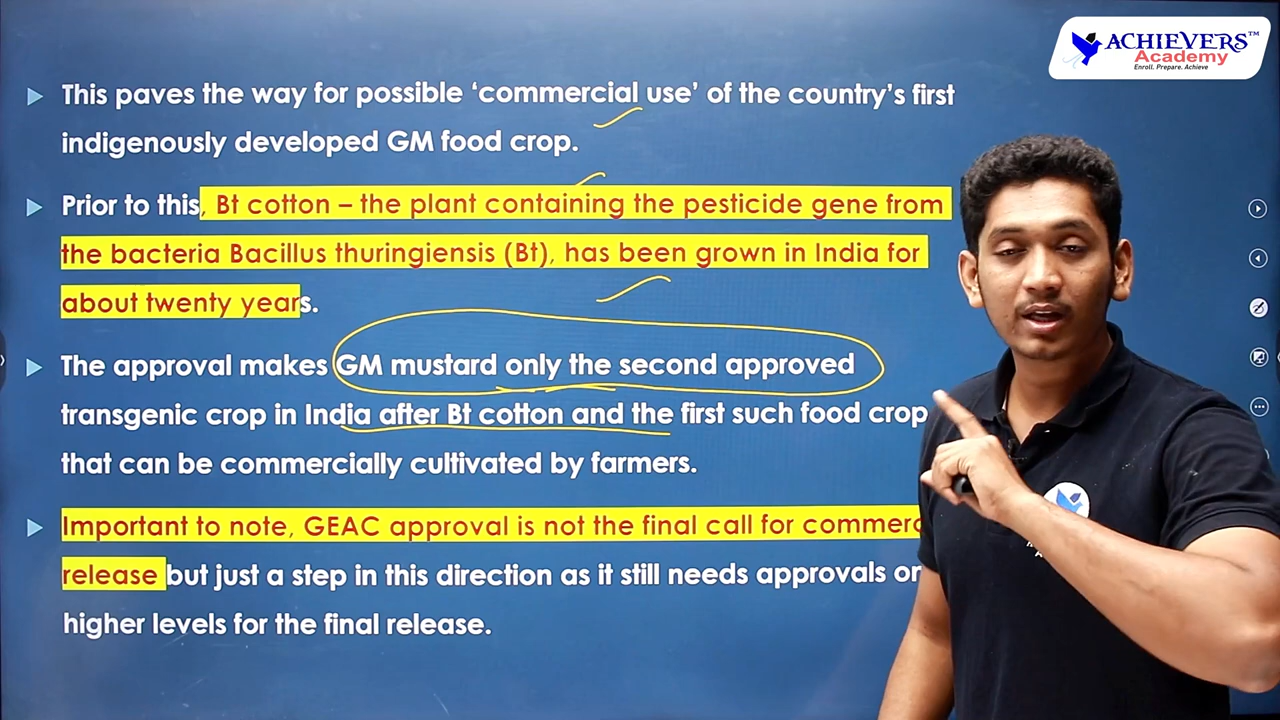 ACHIEVERS™
Academy
Enroll. Prepare. Achieve
This paves the way for possible ‘commercial use’ of the country’s first
indigenously developed GM food crop.
Prior to this, Bt cotton – the plant containing the pesticide gene from
the bacteria Bacillus thuringiensis (Bt), has been grown in India for
about twenty years.
The approval makes GM mustard only the second approved
transgenic crop in India after Bt cotton and the first such food crop
that can be commercially cultivated by farmers.
Important to note, GEAC approval is not the final call for commerc
release but just a step in this direction as it still needs approvals on
higher levels for the final release.